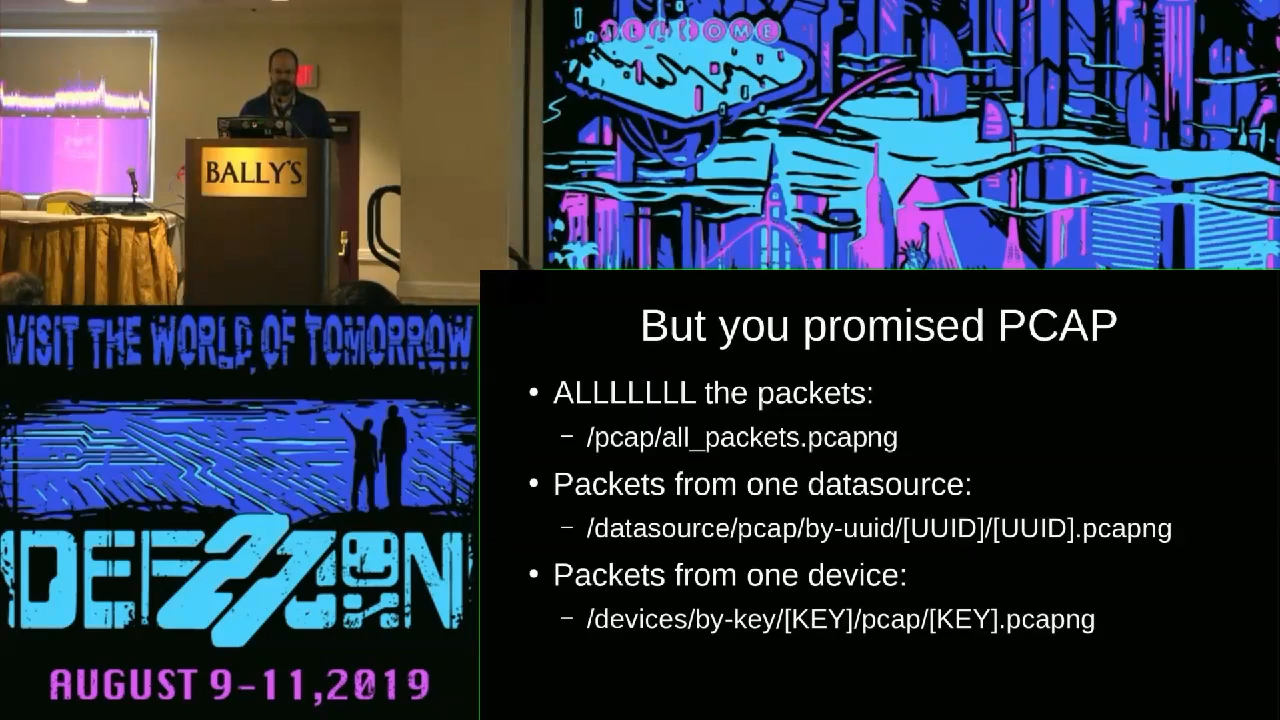 WELCOME
BALLY'S
VISIT THE WORLD OF TOMORROW
DEF CON
27
AUGUST 9-11,2019
But you promised PCAP
• ALLLLLLL the packets:
– /pcap/all_packets.pcapng
• Packets from one datasource:
– /datasource/pcap/by-uuid/[UUID]/[UUID].pcapng
• Packets from one device:
– /devices/by-key/[KEY]/pcap/[KEY].pcapng